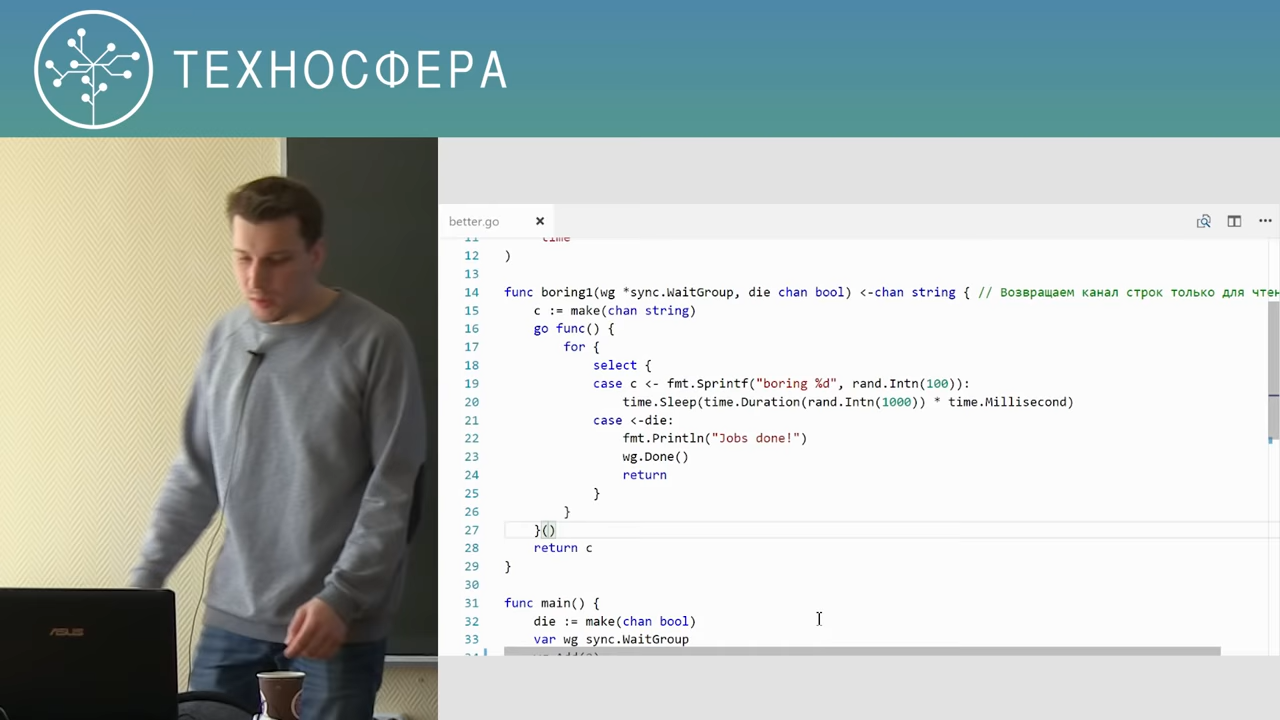 ТЕХНОСФЕРА
better.go
11 time
12 )
13
14 func boring1(wg *sync.WaitGroup, die chan bool) <-chan string { // Возвращаем канал строк только для чтен
15 c := make(chan string)
16 go func() {
17 for {
18 select {
19 case c <- fmt.Sprintf("boring %d", rand.Intn(100)):
20 time.Sleep(time.Duration(rand.Intn(1000)) * time.Millisecond)
21 case <-die:
22 fmt.Println("Jobs done!")
23 wg.Done()
24 return
25 }
26 }
27 }()
28 return c
29 }
30
31 func main() {
32 die := make(chan bool)
33 var wg sync.WaitGroup
ASUS